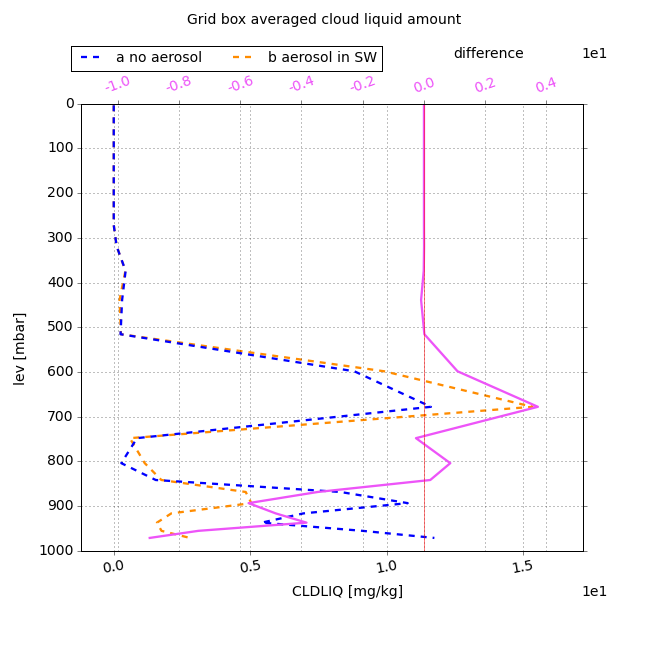 Grid box averaged cloud liquid amount
a no aerosol b aerosol in SW difference 1e1
-1.0 -0.8 -0.6 -0.4 -0.2 0.0 0.2 0.4
0
100
200
300
400
500
600
700
800
900
1000
lev [mbar]
0.0 0.5 1.0 1.5
CLDLIQ [mg/kg] 1e1